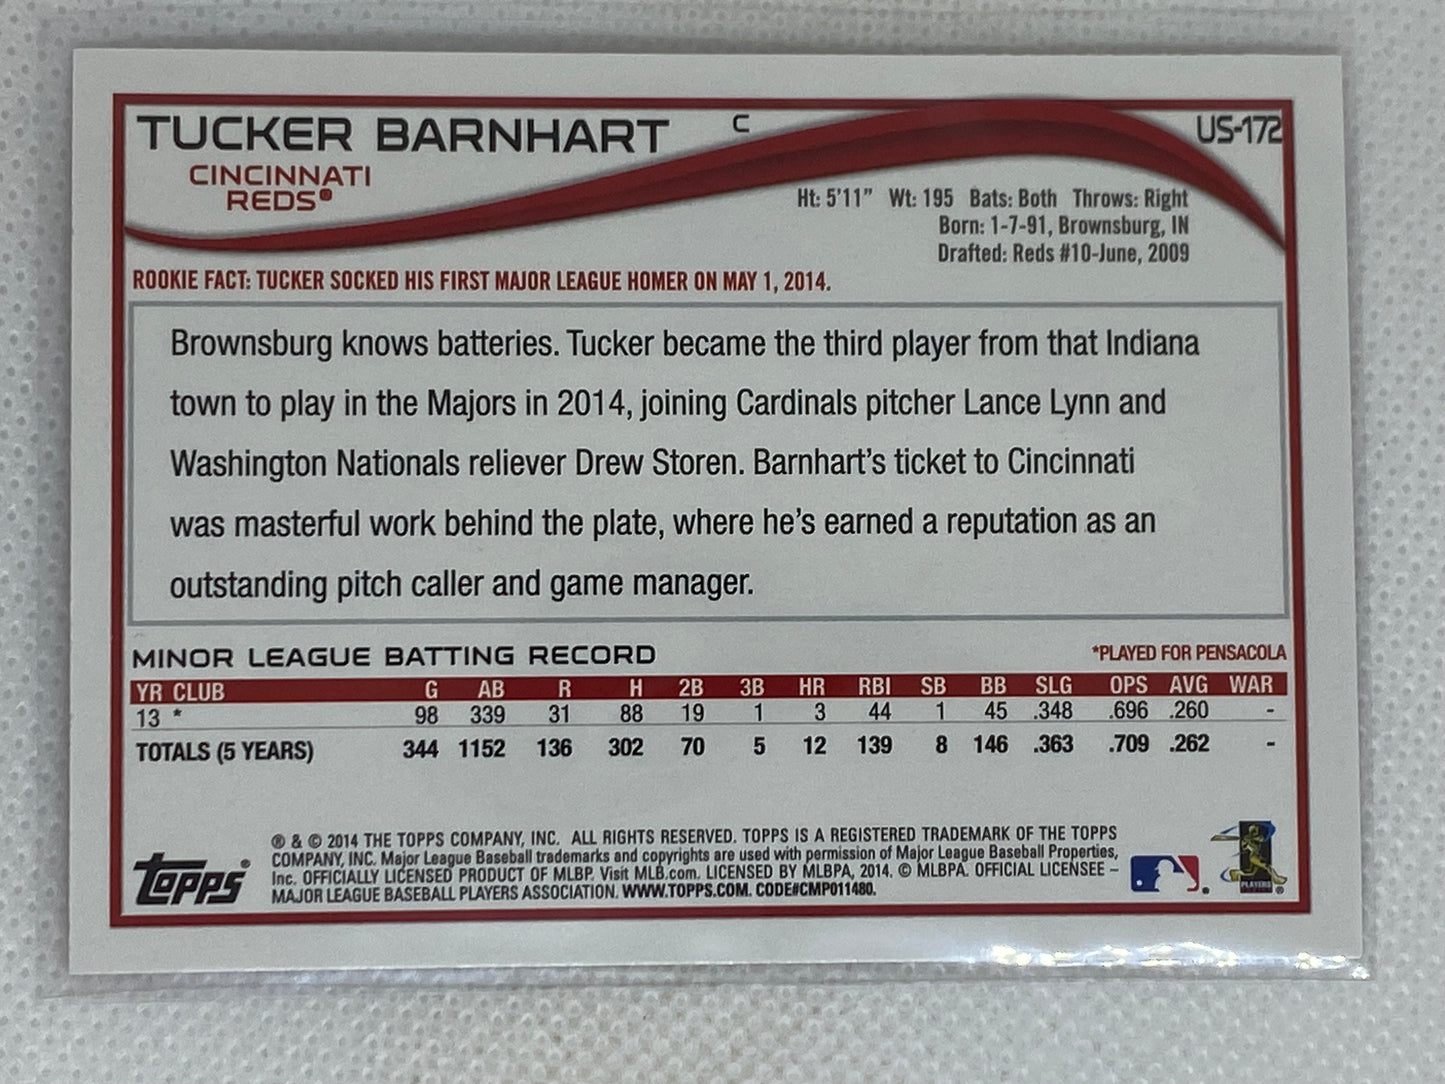 TUCKER BARNHART C US-172
CINCINNATI
REDS®
Ht: 5'11" Wt: 195 Bats: Both Throws: Right
Born: 1-7-91, Brownsburg, IN
Drafted: Reds #10-June, 2009
ROOKIE FACT: TUCKER SOCKED HIS FIRST MAJOR LEAGUE HOMER ON MAY 1, 2014.
Brownsburg knows batteries. Tucker became the third player from that Indiana
town to play in the Majors in 2014, joining Cardinals pitcher Lance Lynn and
Washington Nationals reliever Drew Storen. Barnhart's ticket to Cincinnati
was masterful work behind the plate, where he's earned a reputation as an
outstanding pitch caller and game manager.
MINOR LEAGUE BATTING RECORD *PLAYED FOR PENSACOLA
YR CLUB G AB R H 2B 3B HR RBI SB BB SLG OPS AVG WAR
13 * 98 339 31 88 19 1 3 44 1 45 .348 .696 .260 -
TOTALS (5 YEARS) 344 1152 136 302 70 5 12 139 8 146 .363 .709 .262 -
Topps®
® & © 2014 THE TOPPS COMPANY, INC. ALL RIGHTS RESERVED. TOPPS IS A REGISTERED TRADEMARK OF THE TOPPS
COMPANY, INC. Major League Baseball trademarks and copyrights are used with permission of Major League Baseball Properties,
Inc. OFFICIALLY LICENSED PRODUCT OF MLBP. Visit MLB.com. LICENSED BY MLBPA, 2014. © MLBPA. OFFICIAL LICENSEE –
MAJOR LEAGUE BASEBALL PLAYERS ASSOCIATION. WWW.TOPPS.COM. CODE#CMP011480.
PLAYERS